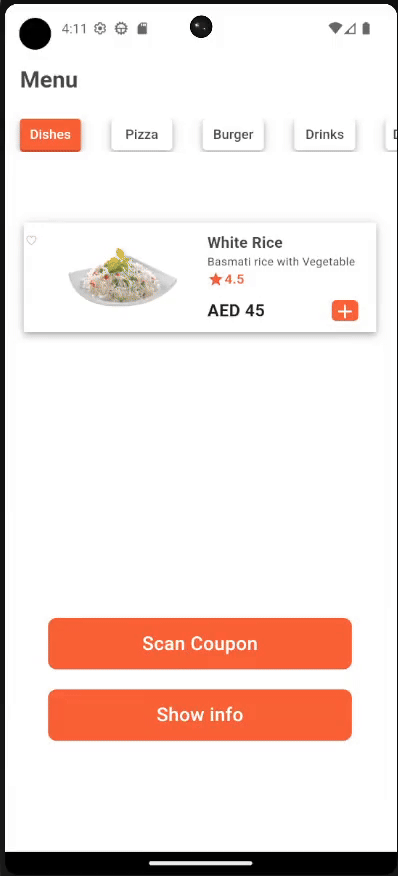 4:11
Menu
Dishes Pizza Burger Drinks
White Rice
Basmati rice with Vegetable
4.5
AED 45
Scan Coupon
Show info